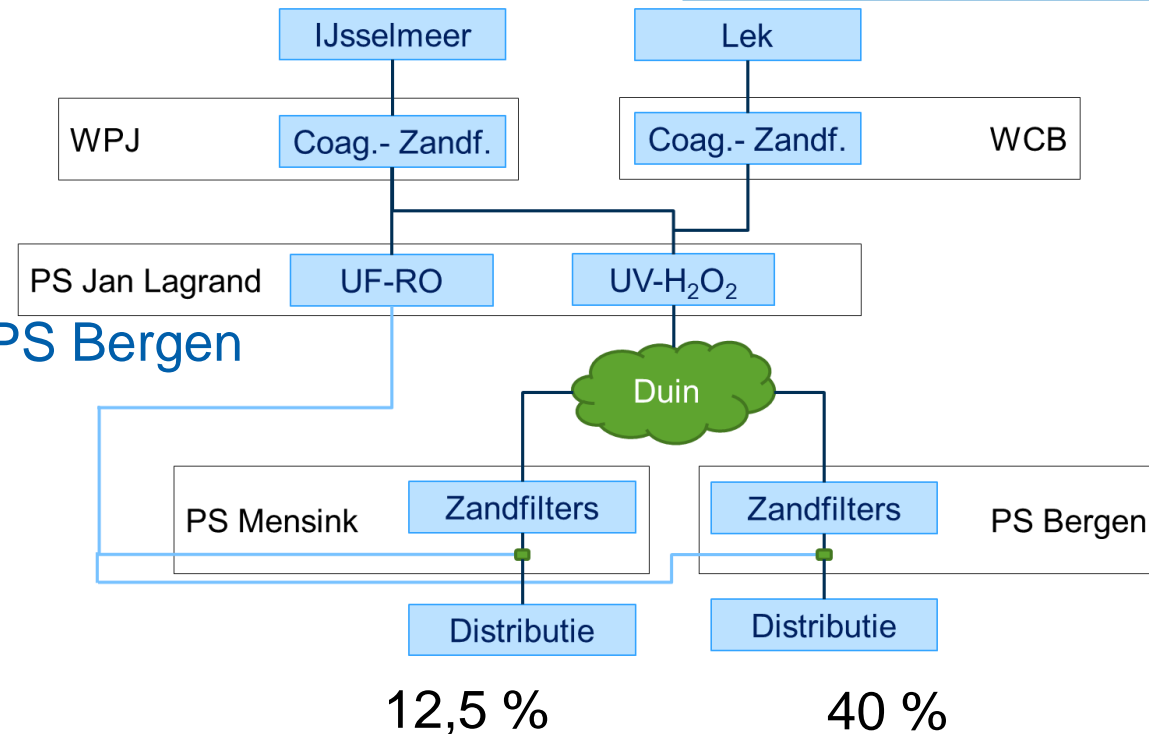 IJsselmeer
Lek
WPJ
Coag.- Zandf.
Coag.- Zandf.
WCB
PS Jan Lagrand
UF-RO
UV-H₂O₂
PS Bergen
Duin
PS Mensink
Zandfilters
Zandfilters
PS Bergen
Distributie
Distributie
12,5 %
40 %